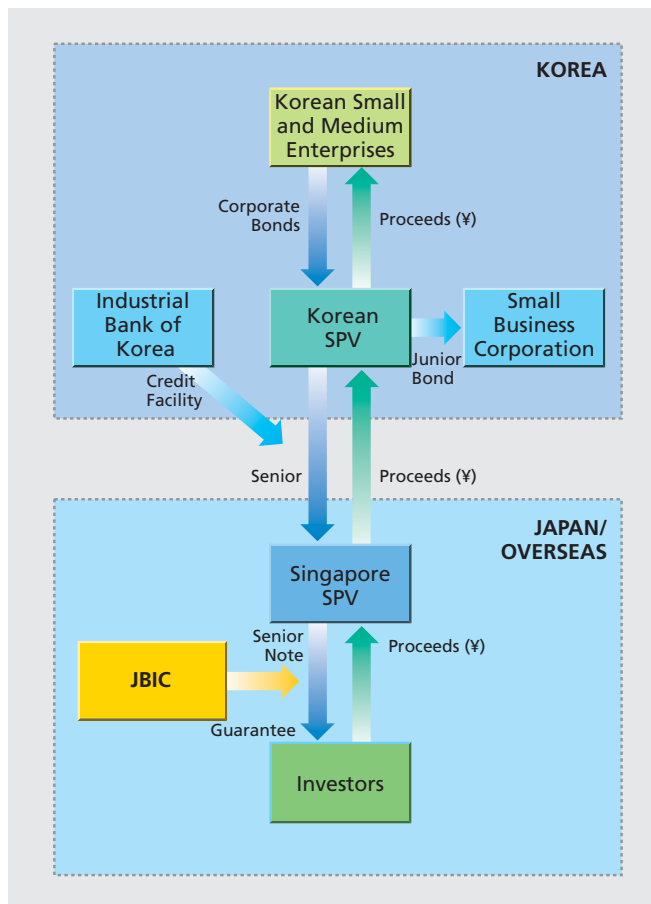 KOREA
Korean Small
and Medium
Enterprises
Corporate
Bonds
Proceeds (¥)
Industrial
Bank of
Korea
Korean
SPV
Small
Business
Corporation
Junior
Bond
Credit
Facility
Senior
Proceeds (¥)
JAPAN/
OVERSEAS
Singapore
SPV
Senior
Note
Proceeds (¥)
JBIC
Guarantee
Investors